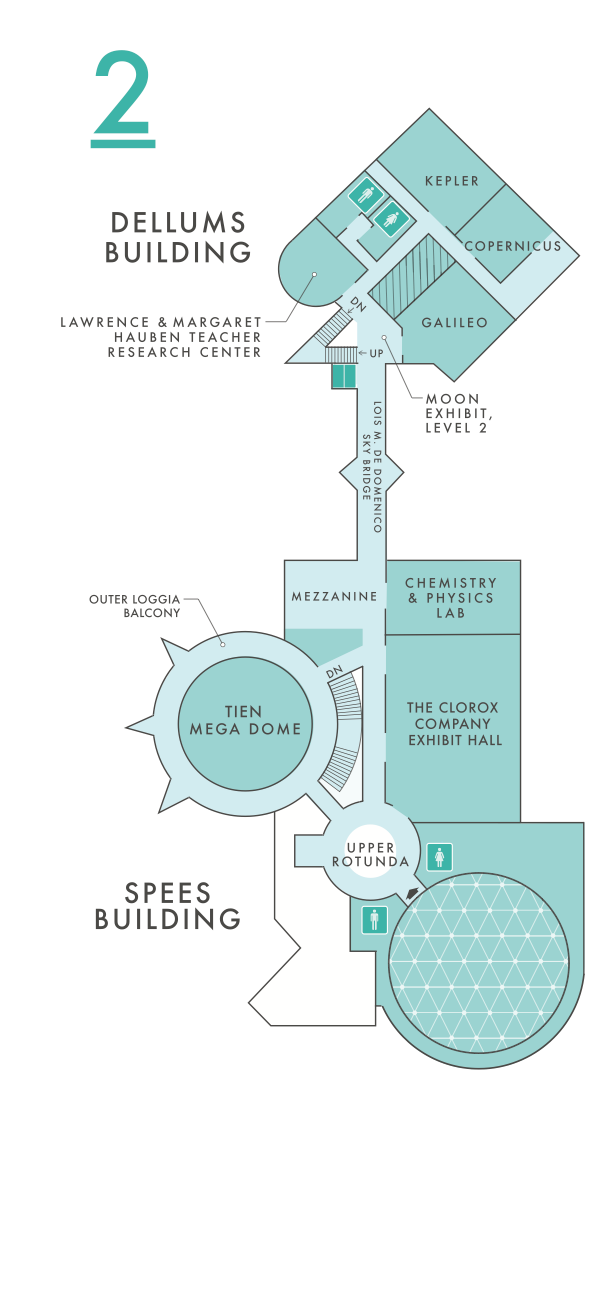 2
DELLUMS
BUILDING
KEPLER
COPERNICUS
GALILEO
LAWRENCE & MARGARET
HAUBEN TEACHER
RESEARCH CENTER
DN
UP
MOON
EXHIBIT,
LEVEL 2
LOIS M. DE DOMENICO
SKY BRIDGE
MEZZANINE
CHEMISTRY
& PHYSICS
LAB
OUTER LOGGIA
BALCONY
DN
TIEN
MEGA DOME
THE CLOROX
COMPANY
EXHIBIT HALL
UPPER
ROTUNDA
SPEES
BUILDING